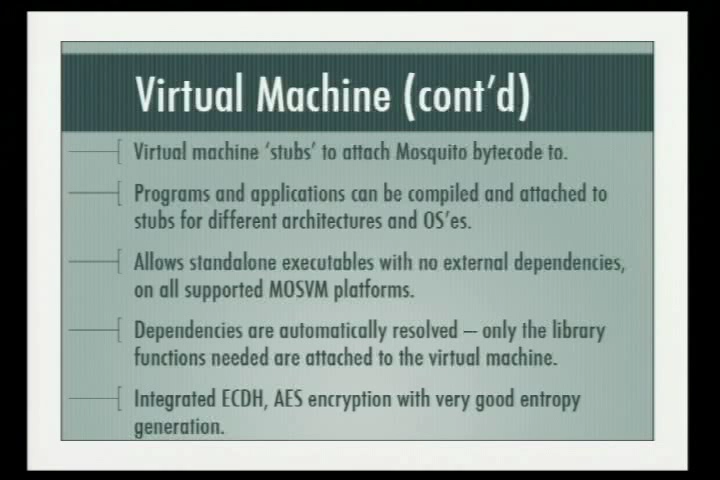 Virtual Machine (cont'd)
Virtual machine 'stubs' to attach Mosquito bytecode to.
Programs and applications can be compiled and attached to
stubs for different architectures and OS'es.
Allows standalone executables with no external dependencies,
on all supported MOSVM platforms.
Dependencies are automatically resolved – only the library
functions needed are attached to the virtual machine.
Integrated ECDH, AES encryption with very good entropy
generation.